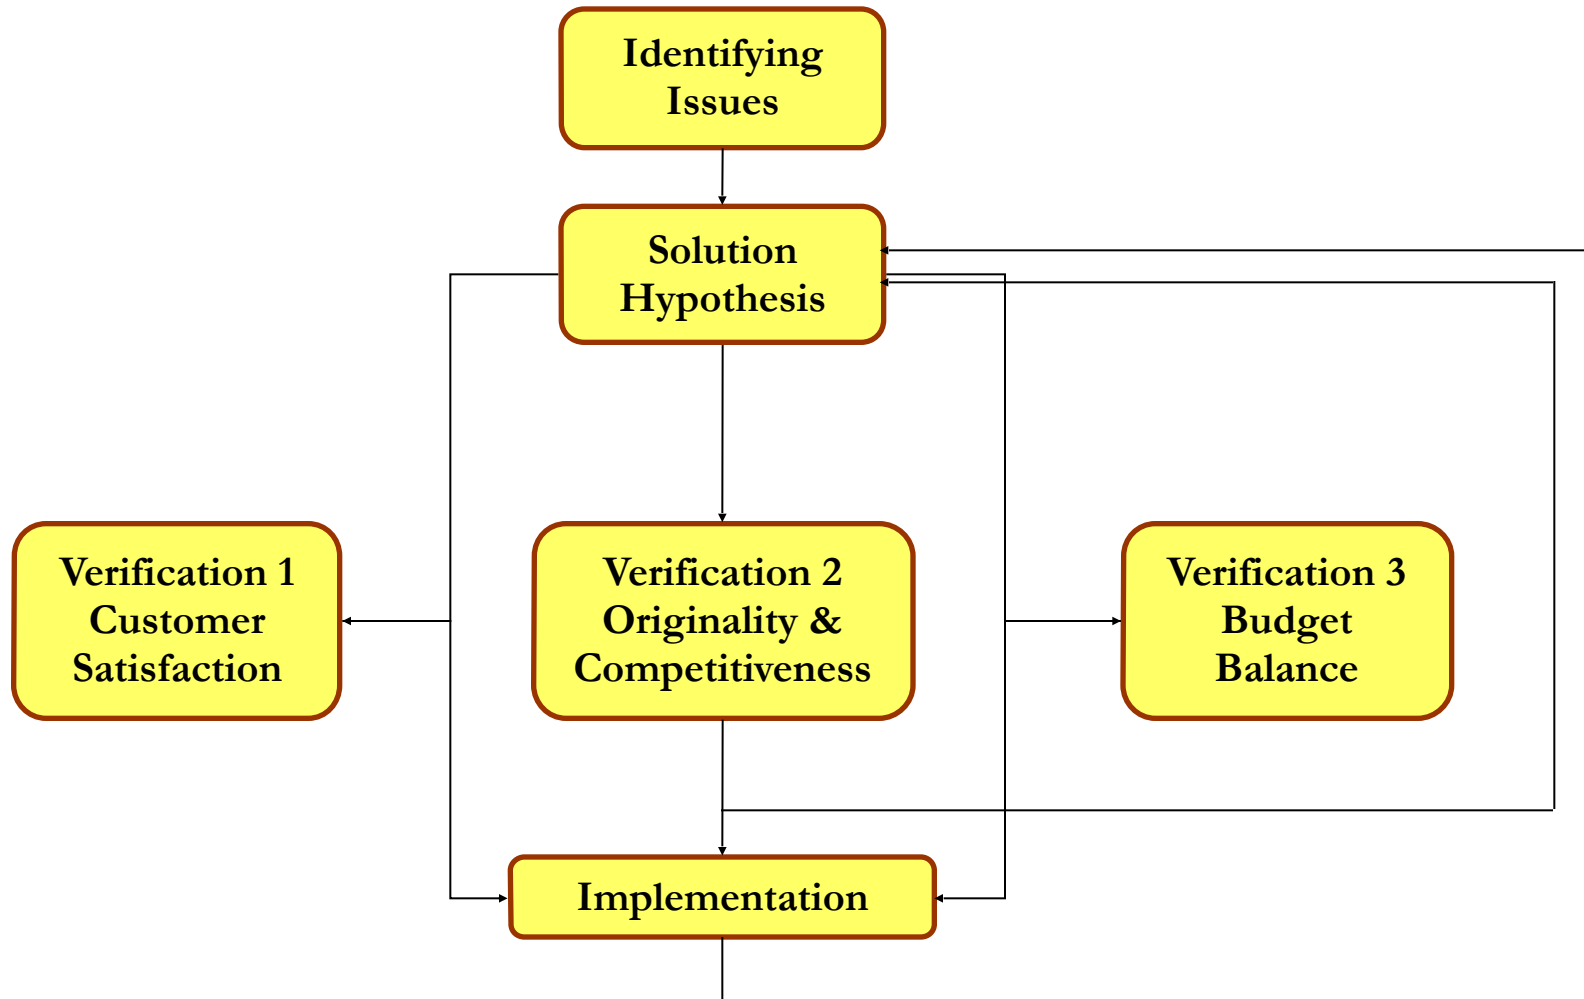 Identifying
Issues
Solution
Hypothesis
Verification 1
Customer
Satisfaction
Verification 2
Originality &
Competitiveness
Verification 3
Budget
Balance
Implementation